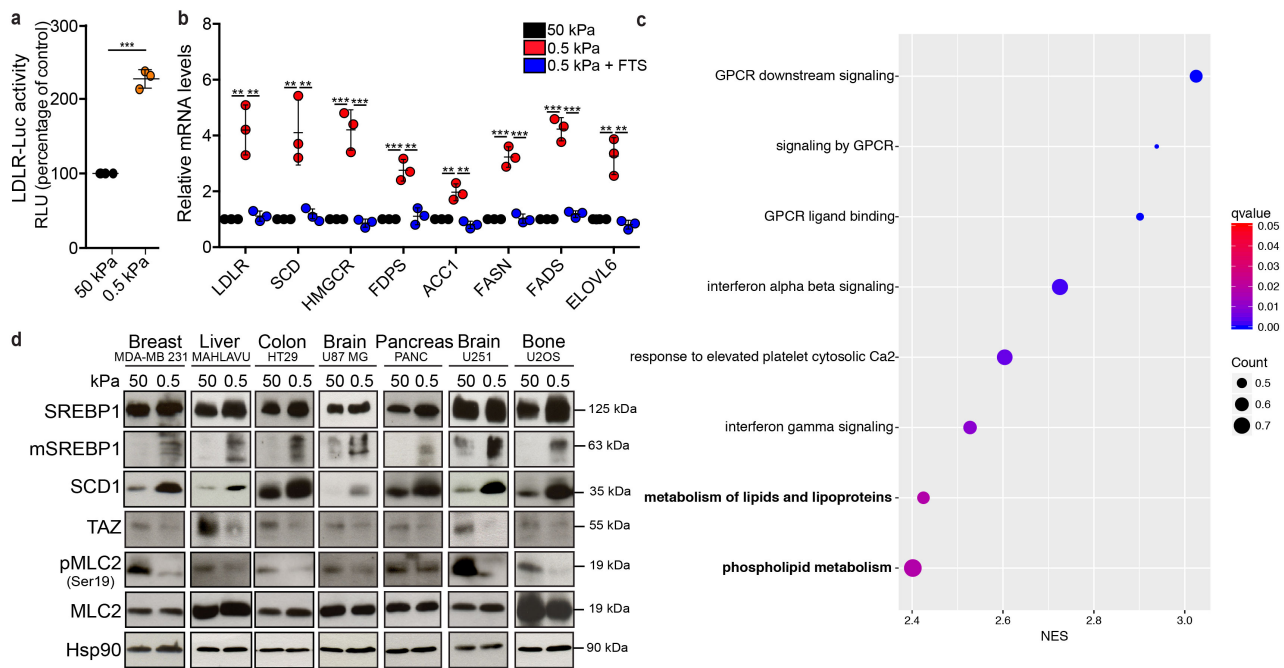 a
LDLR-Luc activity
RLU (percentage of control)
300
200
100
0
50 kPa
0.5 kPa
***
b
Relative mRNA levels
8
6
4
2
0
50 kPa
0.5 kPa
0.5 kPa + FTS
** **
** **
*** ***
*** **
** **
*** ***
*** ***
** **
LDLR
SCD
HMGCR
FDPS
ACC1
FASN
FADS
ELOVL6
c
GPCR downstream signaling
signaling by GPCR
GPCR ligand binding
interferon alpha beta signaling
response to elevated platelet cytosolic Ca2
interferon gamma signaling
metabolism of lipids and lipoproteins
phospholipid metabolism
2.4 2.6 2.8 3.0
NES
qvalue
0.05
0.04
0.03
0.02
0.01
0.00
Count
0.5
0.6
0.7
d
Breast Liver Colon Brain Pancreas Brain Bone
MDA-MB 231 MAHLAVU HT29 U87 MG PANC U251 U2OS
kPa 50 0.5 50 0.5 50 0.5 50 0.5 50 0.5 50 0.5 50 0.5
SREBP1 125 kDa
mSREBP1 63 kDa
SCD1 35 kDa
TAZ 55 kDa
pMLC2 19 kDa
(Ser19)
MLC2 19 kDa
Hsp90 90 kDa